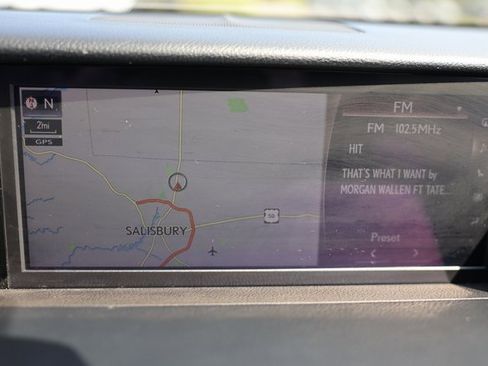 N
2mi
GPS
SALISBURY
50
FM
FM 102.5MHz
HIT
THAT'S WHAT I WANT by
MORGAN WALLEN FT TATE...
Preset